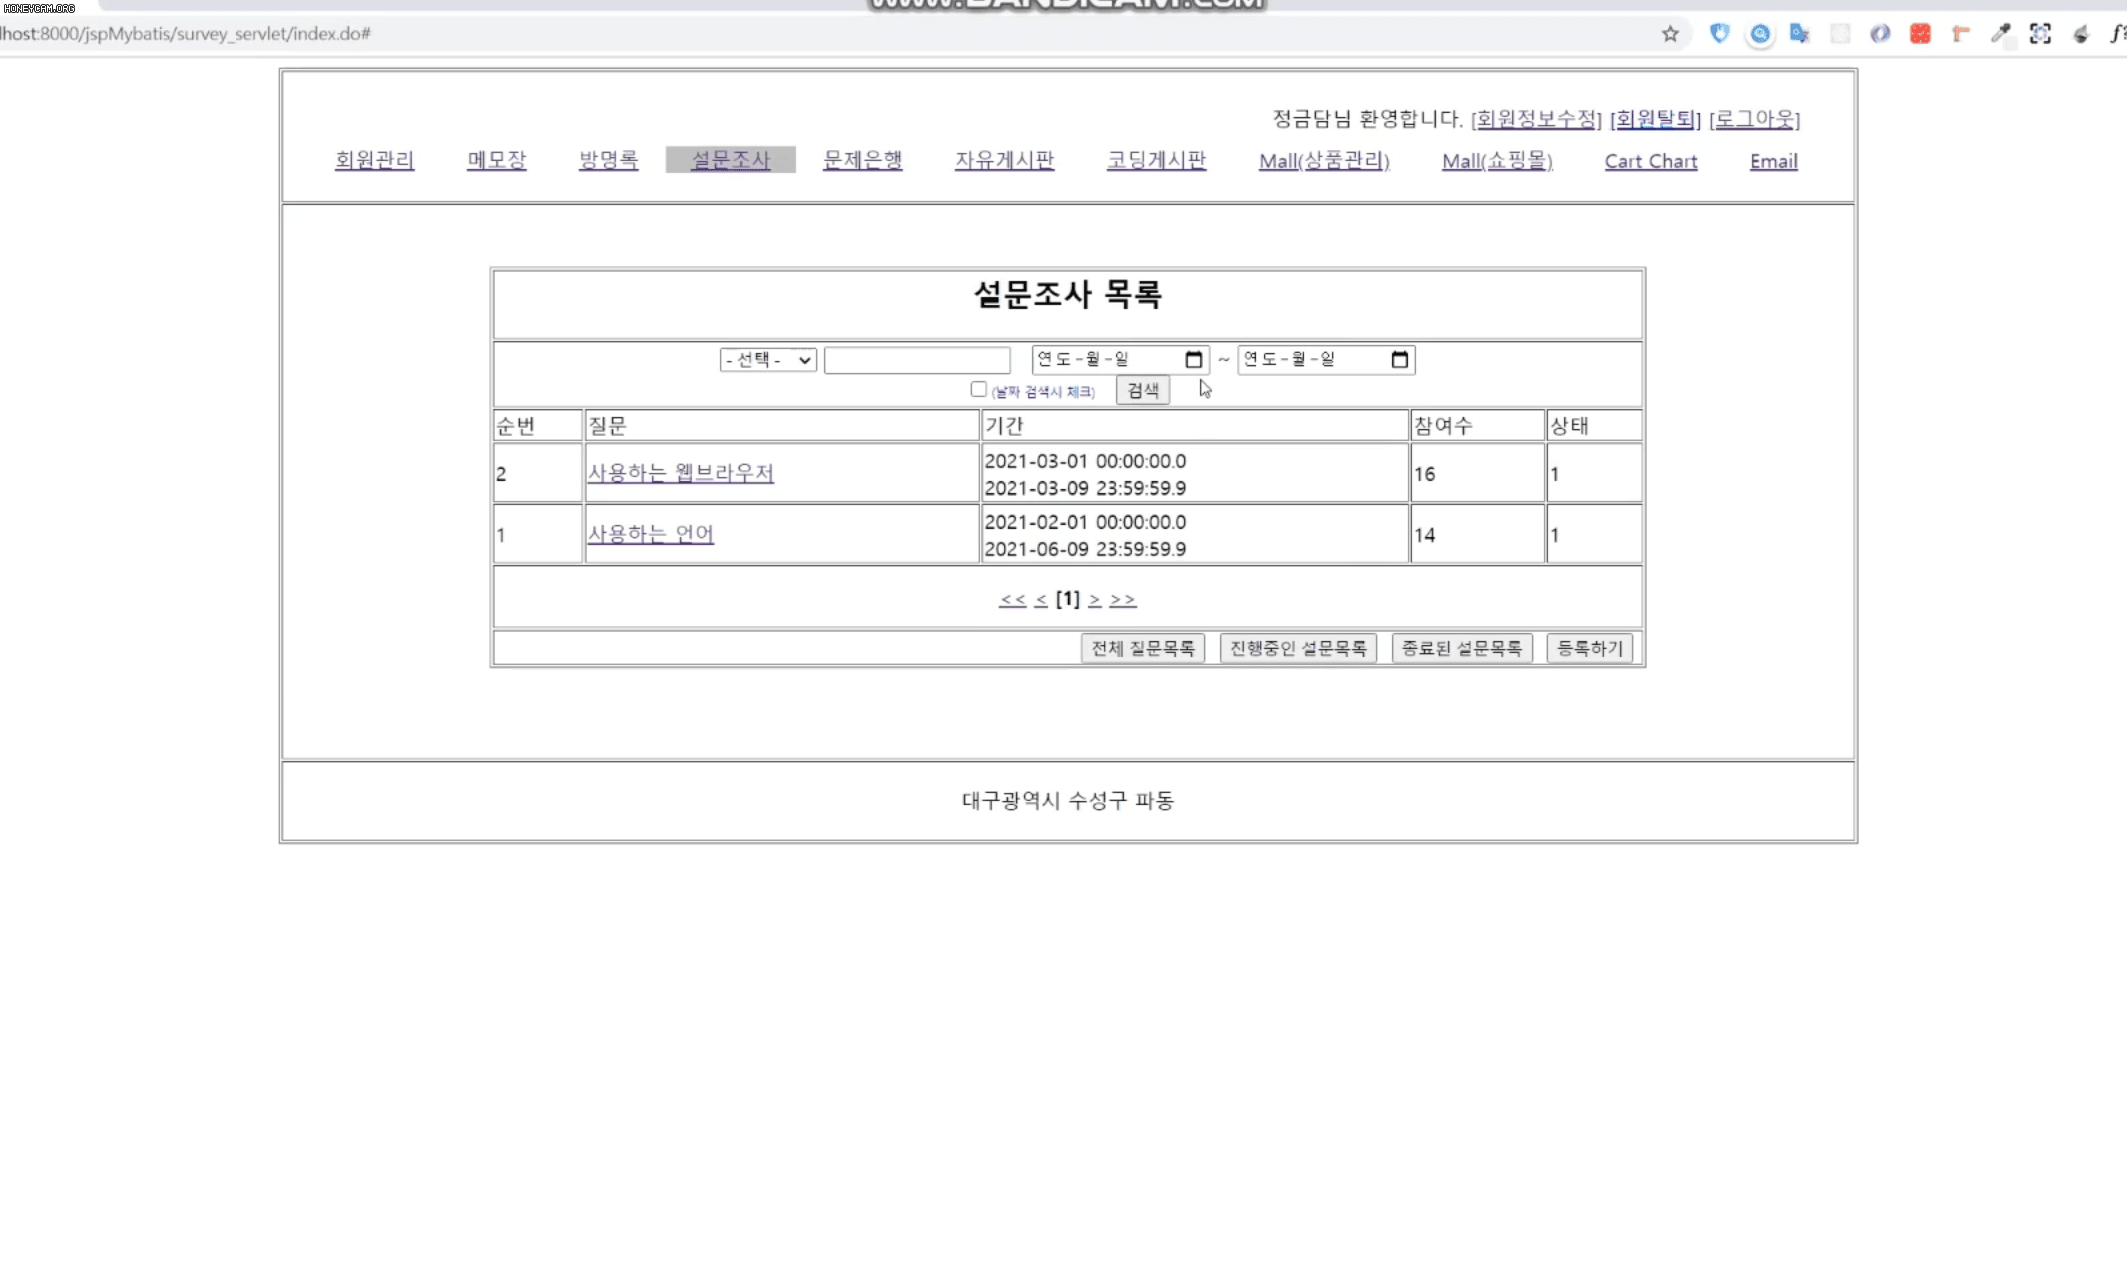 HONEYCAM.ORG
www.BANDICAM.com
lhost:8000/jspMybatis/survey_servlet/index.do#
정금담님 환영합니다. [회원정보수정] [회원탈퇴] [로그아웃]
회원관리 메모장 방명록 설문조사 문제은행 자유게시판 코딩게시판 Mall(상품관리) Mall(쇼핑몰) Cart Chart Email
설문조사 목록
- 선택 - 연도-월-일 ~ 연도-월-일
(날짜 검색시 체크) 검색
순번 질문 기간 참여수 상태
2 사용하는 웹브라우저 2021-03-01 00:00:00.0 16 1
2021-03-09 23:59:59.9
1 사용하는 언어 2021-02-01 00:00:00.0 14 1
2021-06-09 23:59:59.9
<< < [1] > >>
전체 질문목록 진행중인 설문목록 종료된 설문목록 등록하기
대구광역시 수성구 파동